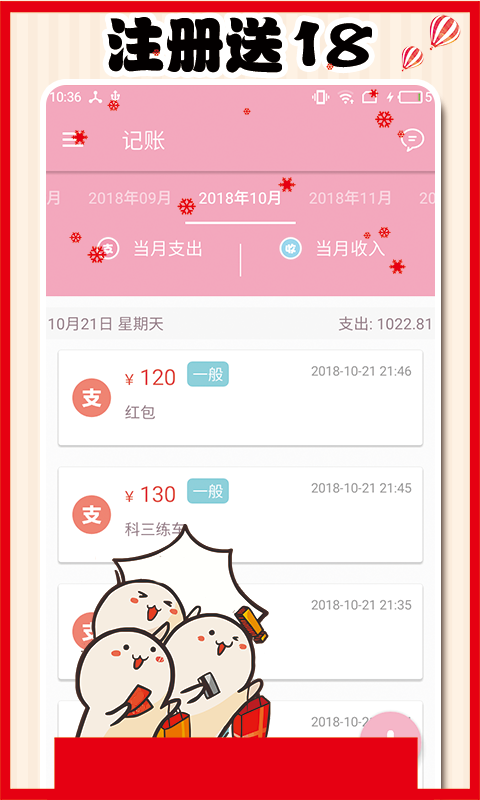 注册送18
10:36
5
记账
月 2018年09月 2018年10月 2018年11月 20
支 当月支出 收 当月收入
10月21日 星期天 支出: 1022.81
支 ¥ 120 一般 2018-10-21 21:46
红包
支 ¥ 130 一般 2018-10-21 21:45
科三练车
支 2018-10-21 21:35
2018-10-21